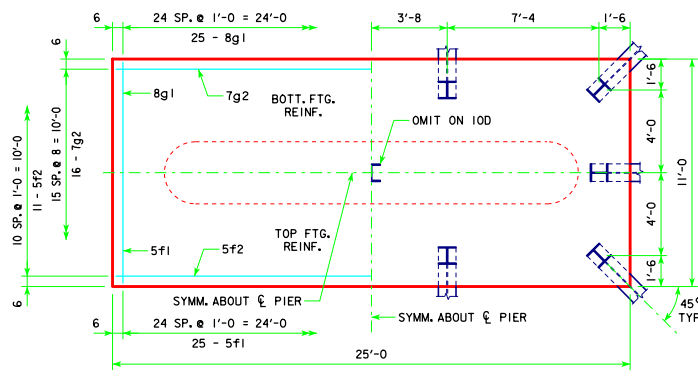 6
24 SP. @ 1'-0 = 24'-0
25 - 8g1
3'-8
7'-4
1'-6
6
8g1
7g2
BOTT. FTG.
REINF.
OMIT ON 10D
1'-6
4'-0
11'-0
4'-0
1'-6
10 SP. @ 1'-0 = 10'-0
11 - 5f2
15 SP. @ 8 = 10'-0
16 - 7g2
TOP FTG.
REINF.
5f1
5f2
6
SYMM. ABOUT ℄ PIER
SYMM. ABOUT ℄ PIER
45°
TYP
6
24 SP. @ 1'-0 = 24'-0
25 - 5f1
25'-0